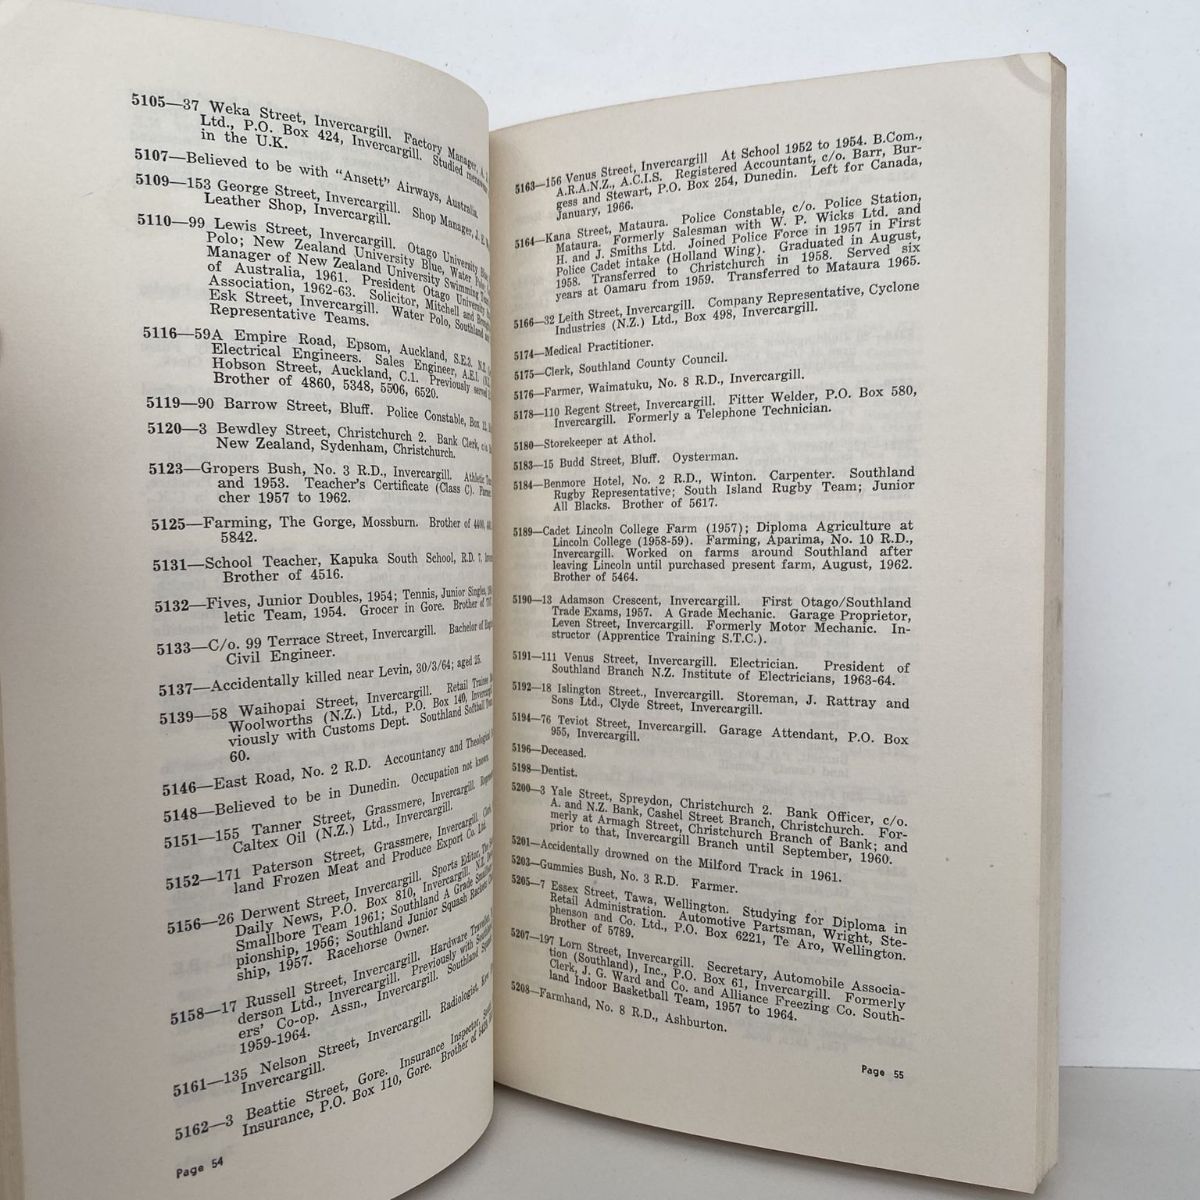 5105—37 Weka Street, Invercargill. Factory Manager, A. J.
Ltd., P.O. Box 424, Invercargill. Studied
in the U.K.
5107—Believed to be with "Ansett" Airways, Australia.
5109—153 George Street, Invercargill. Shop Manager,
Leather Shop, Invercargill.
5110—99 Lewis Street, Invercargill. Otago University Blue,
Polo; New Zealand University Blue, Water Polo;
Manager of New Zealand University Swimming
of Australia, 1961. President Otago University
Association, 1962-63. Solicitor, Mitchell and
Esk Street, Invercargill. Water Polo, Southland
Representative Teams.
5116—59A Empire Road, Epsom, Auckland, S.E.3.
Electrical Engineers. Sales Engineer, A.E.I.
Hobson Street, Auckland, C.1. Previously served
Brother of 4860, 5348, 5506, 6520.
5119—90 Barrow Street, Bluff. Police Constable, Box
5120—3 Bewdley Street, Christchurch 2. Bank Clerk, c/o.
New Zealand, Sydenham, Christchurch.
5123—Gropers Bush, No. 3 R.D., Invercargill. Athletic
and 1953. Teacher's Certificate (Class C).
cher 1957 to 1962.
5125—Farming, The Gorge, Mossburn. Brother of 4400,
5842.
5131—School Teacher, Kapuka South School, R.D. 7,
Brother of 4516.
5132—Fives, Junior Doubles, 1954; Tennis, Junior Singles,
letic Team, 1954. Grocer in Gore. Brother of
5133—C/o. 99 Terrace Street, Invercargill. Bachelor of
Civil Engineer.
5137—Accidentally killed near Levin, 30/3/64; aged 25.
5139—58 Waihopai Street, Invercargill. Retail Trainee
Woolworths (N.Z.) Ltd., P.O. Box 140,
viously with Customs Dept. Southland Softball
60.
5146—East Road, No. 2 R.D. Accountancy and Theological
5148—Believed to be in Dunedin. Occupation not known.
5151—155 Tanner Street, Grassmere, Invercargill.
Caltex Oil (N.Z.) Ltd., Invercargill.
5152—171 Paterson Street, Grassmere, Invercargill. Clerk,
land Frozen Meat and Produce Export Co. Ltd.
5156—26 Derwent Street, Invercargill. Sports Editor, The
Daily News, P.O. Box 810, Invercargill. N.Z.
Smallbore Team 1961; Southland A Grade
pionship, 1956; Southland Junior Squash Rackets
ship, 1957. Racehorse Owner.
5158—17 Russell Street, Invercargill. Hardware Traveller,
derson Ltd., Invercargill. Previously with
ers' Co-op. Assn., Invercargill. Southland Squash
1959-1964.
5161—135 Nelson Street, Invercargill. Radiologist, Kew
Invercargill.
5162—3 Beattie Street, Gore. Insurance Inspector,
Insurance, P.O. Box 110, Gore. Brother of 5428
Page 54
5163—156 Venus Street, Invercargill At School 1952 to 1954. B.Com.,
A.R.A.N.Z., A.C.I.S. Registered Accountant, c/o. Barr, Bur-
gess and Stewart, P.O. Box 254, Dunedin. Left for Canada,
January, 1966.
5164—Kana Street, Mataura. Police Constable, c/o. Police Station,
Mataura. Formerly Salesman with W. P. Wicks Ltd. and
H. and J. Smiths Ltd. Joined Police Force in 1957 in First
Police Cadet intake (Holland Wing). Graduated in August,
1958. Transferred to Christchurch in 1958. Served six
years at Oamaru from 1959. Transferred to Mataura 1965.
5166—32 Leith Street, Invercargill. Company Representative, Cyclone
Industries (N.Z.) Ltd., Box 498, Invercargill.
5174—Medical Practitioner.
5175—Clerk, Southland County Council.
5176—Farmer, Waimatuku, No. 8 R.D., Invercargill.
5178—110 Regent Street, Invercargill. Fitter Welder, P.O. Box 580,
Invercargill. Formerly a Telephone Technician.
5180—Storekeeper at Athol.
5183—15 Budd Street, Bluff. Oysterman.
5184—Benmore Hotel, No. 2 R.D., Winton. Carpenter. Southland
Rugby Representative; South Island Rugby Team; Junior
All Blacks. Brother of 5617.
5189—Cadet Lincoln College Farm (1957); Diploma Agriculture at
Lincoln College (1958-59). Farming, Aparima, No. 10 R.D.,
Invercargill. Worked on farms around Southland after
leaving Lincoln until purchased present farm, August, 1962.
Brother of 5464.
5190—13 Adamson Crescent, Invercargill. First Otago/Southland
Trade Exams, 1957. A Grade Mechanic. Garage Proprietor,
Leven Street, Invercargill. Formerly Motor Mechanic. In-
structor (Apprentice Training S.T.C.).
5191—111 Venus Street, Invercargill. Electrician. President of
Southland Branch N.Z. Institute of Electricians, 1963-64.
5192—18 Islington Street., Invercargill. Storeman, J. Rattray and
Sons Ltd., Clyde Street, Invercargill.
5194—76 Teviot Street, Invercargill. Garage Attendant, P.O. Box
955, Invercargill.
5196—Deceased.
5198—Dentist.
5200—3 Yale Street, Spreydon, Christchurch 2. Bank Officer, c/o.
A. and N.Z. Bank, Cashel Street Branch, Christchurch. For-
merly at Armagh Street, Christchurch Branch of Bank; and
prior to that, Invercargill Branch until September, 1960.
5201—Accidentally drowned on the Milford Track in 1961.
5203—Gummies Bush, No. 3 R.D. Farmer.
5205—7 Essex Street, Tawa, Wellington. Studying for Diploma in
Retail Administration. Automotive Partsman, Wright, Ste-
phenson and Co. Ltd., P.O. Box 6221, Te Aro, Wellington.
Brother of 5789.
5207—197 Lorn Street, Invercargill. Secretary, Automobile Associa-
tion (Southland), Inc., P.O. Box 61, Invercargill. Formerly
Clerk, J. G. Ward and Co. and Alliance Freezing Co. South-
land Indoor Basketball Team, 1957 to 1964.
5208—Farmhand, No. 8 R.D., Ashburton.
Page 55